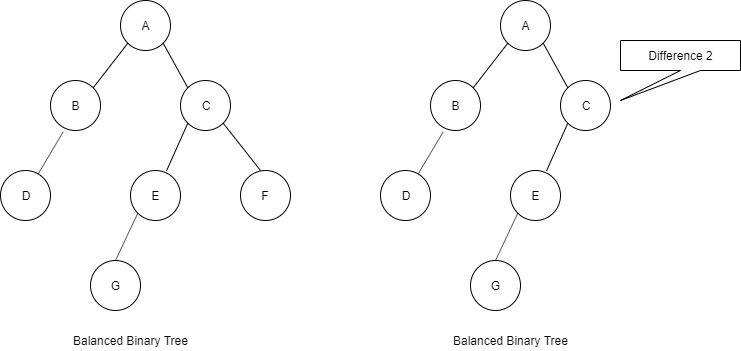 A
B
C
D
E
F
G
Balanced Binary Tree
A
Difference 2
B
C
D
E
G
Balanced Binary Tree